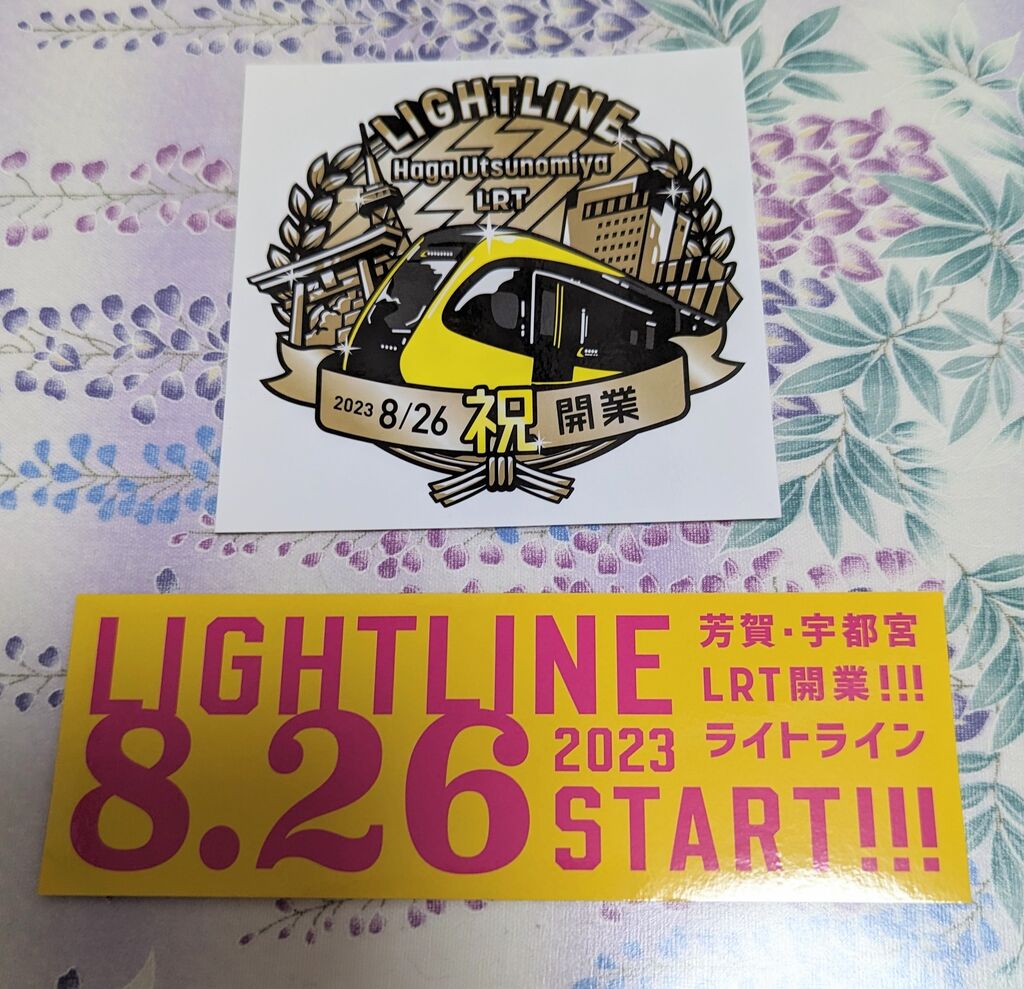 LIGHTLINE
Haga Utsunomiya
LRT
2023 8/26 祝 開業
LIGHTLINE
芳賀・宇都宮
LRT開業!!!
ライトライン
8.26
2023
START!!!